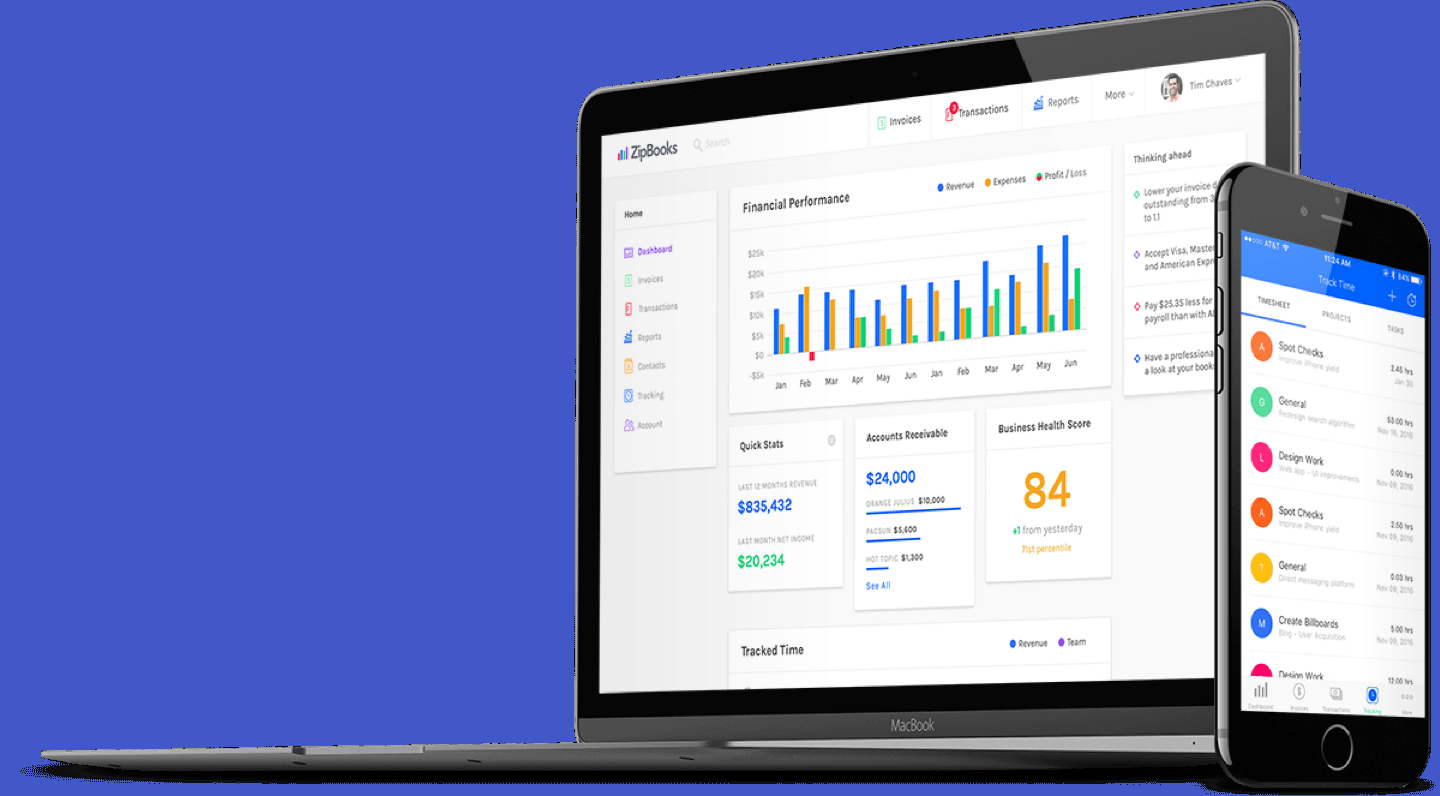 ZipBooks
Search
Invoices
3
Transactions
Reports
More
Tim Chaves
Home
Dashboard
Invoices
Transactions
Reports
Contacts
Tracking
Account
Financial Performance
Revenue
Expenses
Profit / Loss
$25k
$20k
$15k
$10k
$5k
$0
-$5k
Jan Feb Mar Apr May Jun Jan Feb Mar Apr May Jun
Thinking ahead
Lower your invoice d
outstanding from 3
to 1.1
Accept Visa, Master
and American Expr
Pay $25.35 less for
payroll than with A
Have a professiona
a look at your books
Quick Stats
LAST 12 MONTHS REVENUE
$835,432
LAST MONTH NET INCOME
$20,234
Accounts Receivable
$24,000
ORANGE JULIUS $10,000
PACSUN $5,600
HOT TOPIC $1,300
See All
Business Health Score
84
+1 from yesterday
71st percentile
Tracked Time
Revenue
Team
MacBook
AT&T
11:24 AM
84%
Track Time
TIMESHEET
PROJECTS
TASKS
A
Spot Checks
Improve iPhone yield
2.45 hrs
Jan 30
G
General
Redesign search algorithm
53.00 hrs
Nov 16, 2016
L
Design Work
Web app - UI improvements
0.00 hrs
Nov 09, 2016
A
Spot Checks
Improve iPhone yield
2.50 hrs
Nov 09, 2016
T
General
Direct messaging platform
0.03 hrs
Nov 09, 2016
M
Create Billboards
Bing - User Acquisition
5.00 hrs
Nov 09, 2016
Design Work
12.00 hrs
Dashboard
Invoices
Transactions
Tracking
More